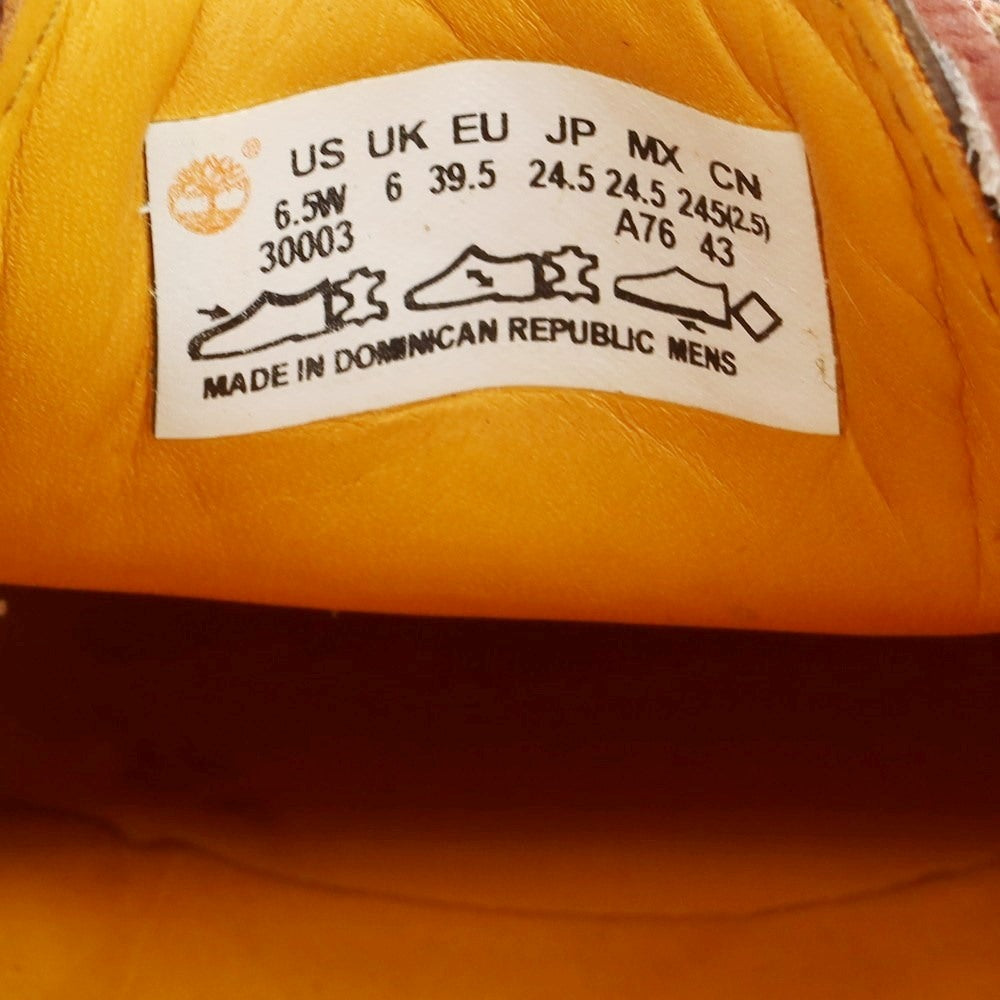 US UK EU JP MX CN
6.5W 6 39.5 24.5 24.5 245(2.5)
30003 A76 43
MADE IN DOMINICAN REPUBLIC MENS